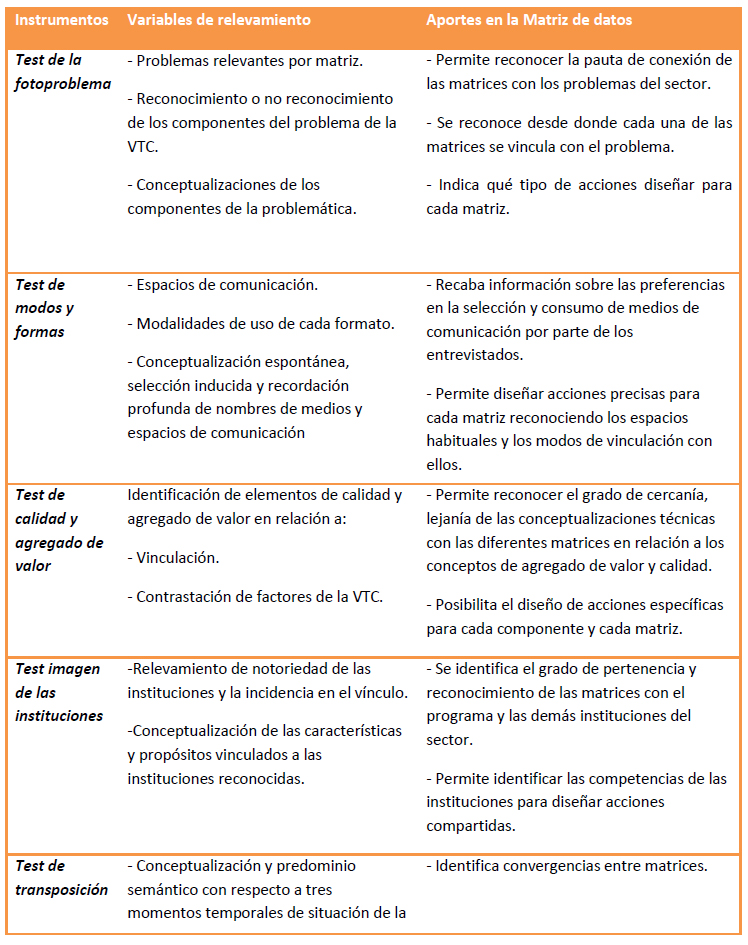 Instrumentos Variables de relevamiento Aportes en la Matriz de datos
Test de la
fotoproblema
- Problemas relevantes por matriz.
- Reconocimiento o no reconocimiento
de los componentes del problema de la
VTC.
- Conceptualizaciones de los
componentes de la problemática.
- Permite reconocer la pauta de conexión de
las matrices con los problemas del sector.
- Se reconoce desde donde cada una de las
matrices se vincula con el problema.
- Indica qué tipo de acciones diseñar para
cada matriz.
Test de
modos y
formas
- Espacios de comunicación.
- Modalidades de uso de cada formato.
- Conceptualización espontánea,
selección inducida y recordación
profunda de nombres de medios y
espacios de comunicación
- Recaba información sobre las preferencias
en la selección y consumo de medios de
comunicación por parte de los
entrevistados.
- Permite diseñar acciones precisas para
cada matriz reconociendo los espacios
habituales y los modos de vinculación con
ellos.
Test de
calidad y
agregado de
valor
Identificación de elementos de calidad y
agregado de valor en relación a:
- Vinculación.
- Contrastación de factores de la VTC.
- Permite reconocer el grado de cercanía,
lejanía de las conceptualizaciones técnicas
con las diferentes matrices en relación a los
conceptos de agregado de valor y calidad.
- Posibilita el diseño de acciones específicas
para cada componente y cada matriz.
Test imagen
de las
instituciones
-Relevamiento de notoriedad de las
instituciones y la incidencia en el vínculo.
-Conceptualización de las características
y propósitos vinculados a las
instituciones reconocidas.
- Se identifica el grado de pertenencia y
reconocimiento de las matrices con el
programa y las demás instituciones del
sector.
- Permite identificar las competencias de las
instituciones para diseñar acciones
compartidas.
Test de
transposición
- Conceptualización y predominio
semántico con respecto a tres
momentos temporales de situación de la
- Identifica convergencias entre matrices.